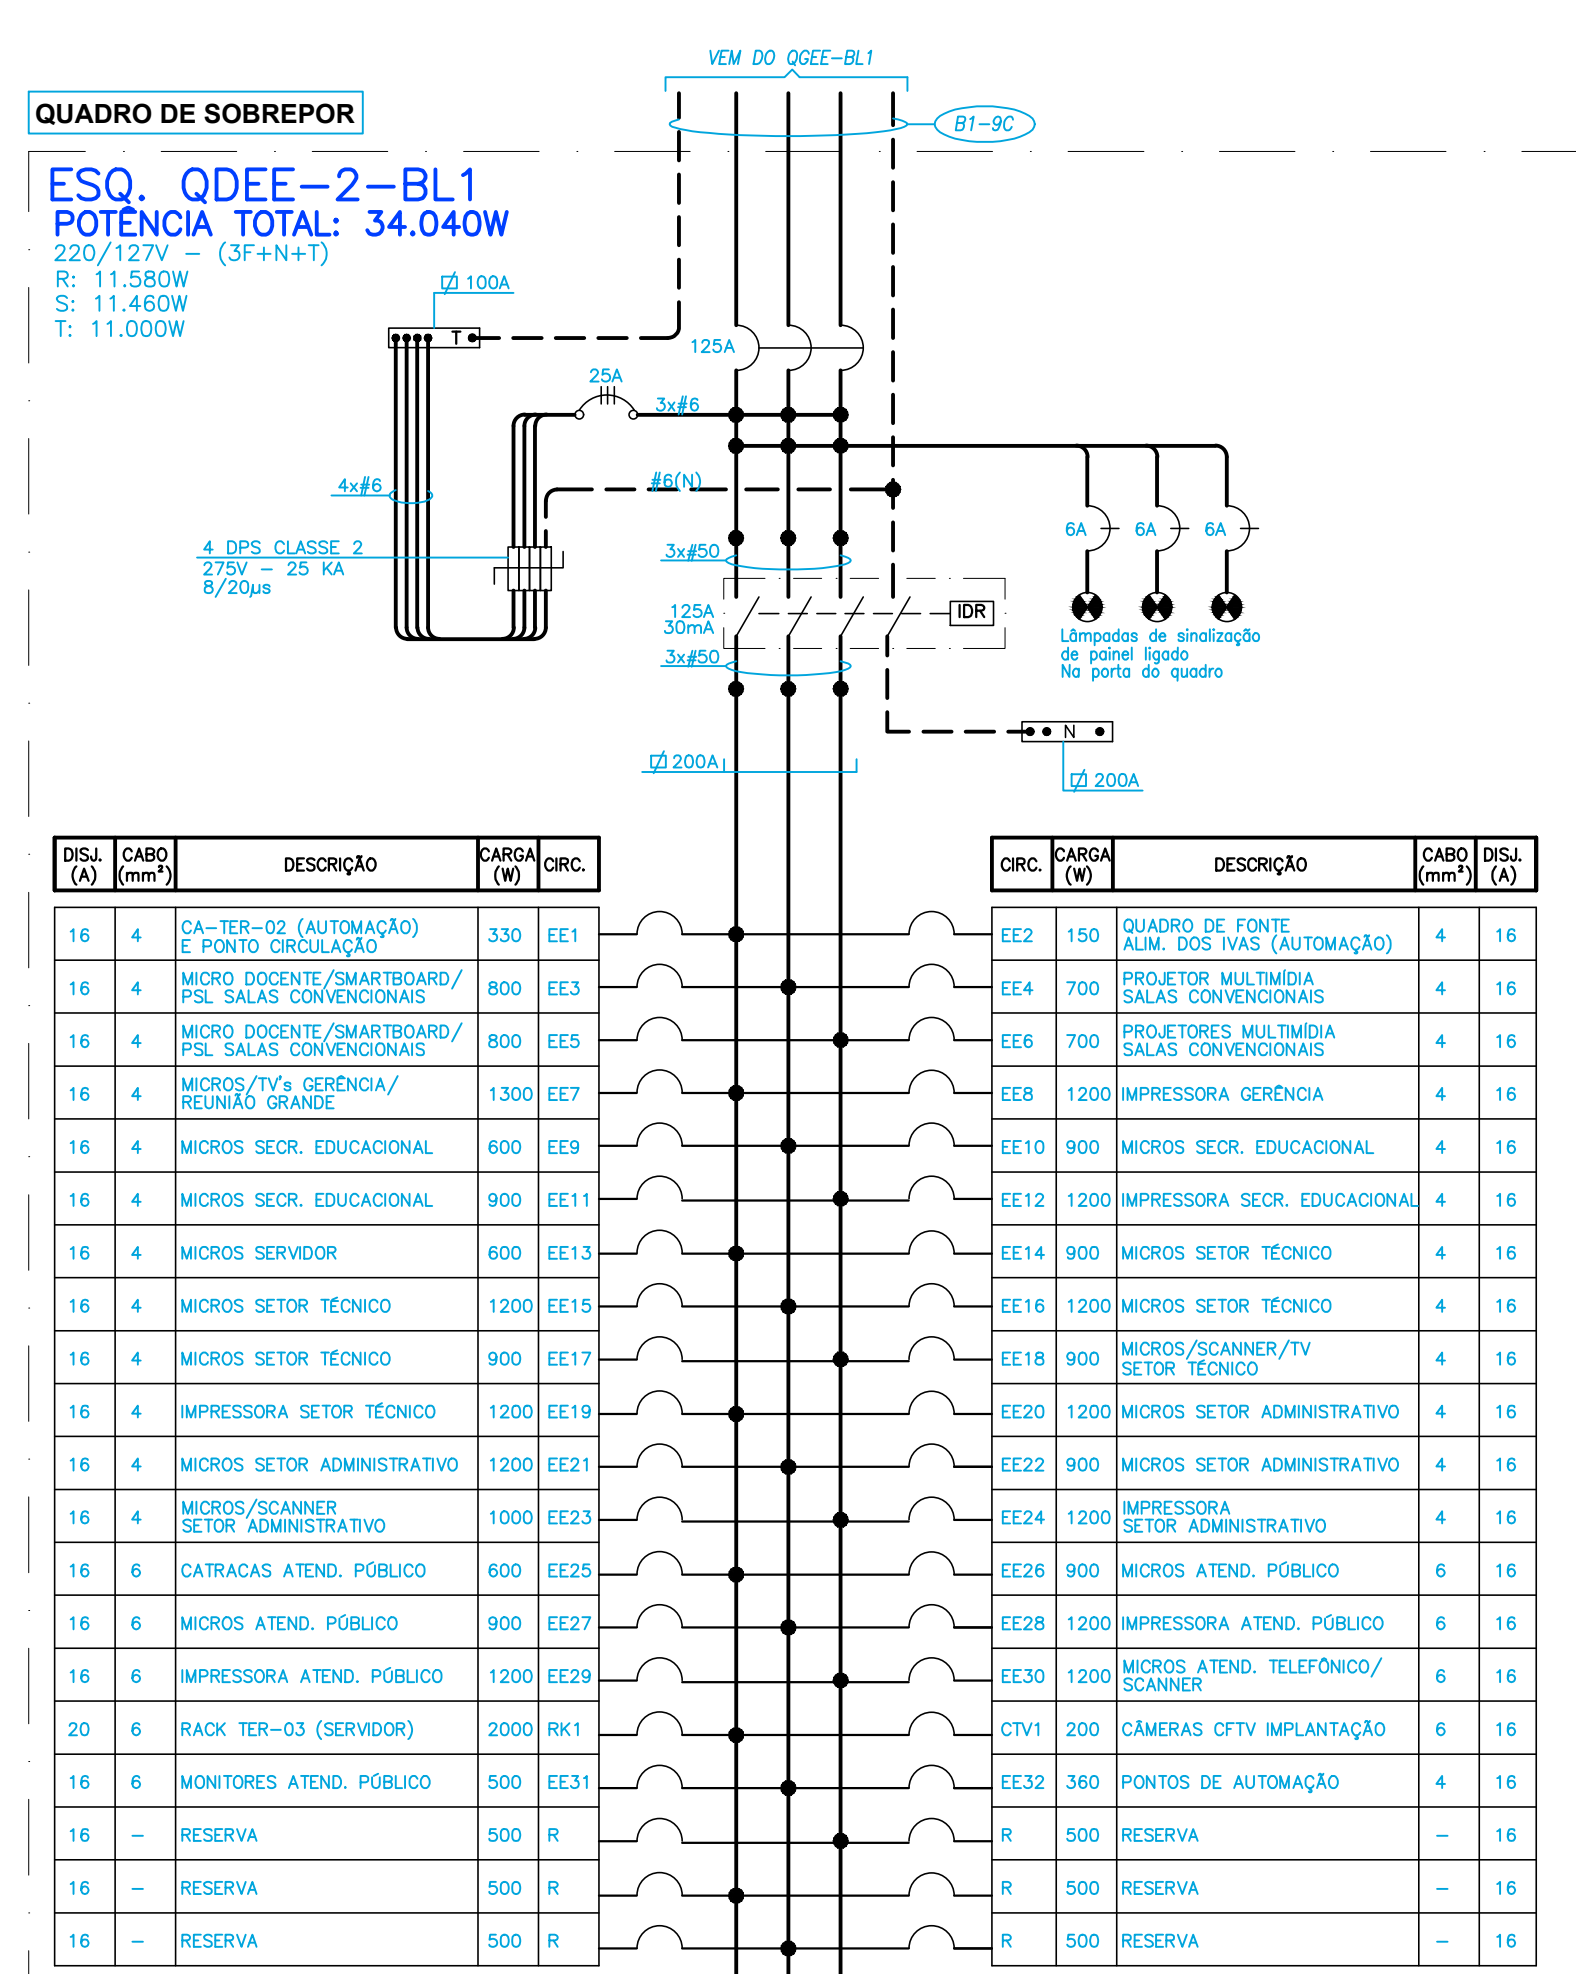 VEM DO QGEE-BL1
QUADRO DE SOBREPOR
B1-9C
ESQ. QDEE-2-BL1
POTÊNCIA TOTAL: 34.040W
220/127V - (3F+N+T)
R: 11.580W
S: 11.460W
T: 11.000W
100A
T
125A
25A
3x#6
4x#6
#6(N)
6A 6A 6A
4 DPS CLASSE 2
275V - 25 KA
8/20µs
3x#50
125A
30mA
IDR
Lâmpadas de sinalização
de painel ligado
Na porta do quadro
3x#50
N
200A
200A
DISJ. (A) CABO (mm²) DESCRIÇÃO CARGA (W) CIRC.
CIRC. CARGA (W) DESCRIÇÃO CABO (mm²) DISJ. (A)
16 4 CA-TER-02 (AUTOMAÇÃO)
E PONTO CIRCULAÇÃO 330 EE1
EE2 150 QUADRO DE FONTE
ALIM. DOS IVAS (AUTOMAÇÃO) 4 16
16 4 MICRO DOCENTE/SMARTBOARD/
PSL SALAS CONVENCIONAIS 800 EE3
EE4 700 PROJETOR MULTIMÍDIA
SALAS CONVENCIONAIS 4 16
16 4 MICRO DOCENTE/SMARTBOARD/
PSL SALAS CONVENCIONAIS 800 EE5
EE6 700 PROJETORES MULTIMÍDIA
SALAS CONVENCIONAIS 4 16
16 4 MICROS/TV's GERÊNCIA/
REUNIÃO GRANDE 1300 EE7
EE8 1200 IMPRESSORA GERÊNCIA 4 16
16 4 MICROS SECR. EDUCACIONAL 600 EE9
EE10 900 MICROS SECR. EDUCACIONAL 4 16
16 4 MICROS SECR. EDUCACIONAL 900 EE11
EE12 1200 IMPRESSORA SECR. EDUCACIONAL 4 16
16 4 MICROS SERVIDOR 600 EE13
EE14 900 MICROS SETOR TÉCNICO 4 16
16 4 MICROS SETOR TÉCNICO 1200 EE15
EE16 1200 MICROS SETOR TÉCNICO 4 16
16 4 MICROS SETOR TÉCNICO 900 EE17
EE18 900 MICROS/SCANNER/TV
SETOR TÉCNICO 4 16
16 4 IMPRESSORA SETOR TÉCNICO 1200 EE19
EE20 1200 MICROS SETOR ADMINISTRATIVO 4 16
16 4 MICROS SETOR ADMINISTRATIVO 1200 EE21
EE22 900 MICROS SETOR ADMINISTRATIVO 4 16
16 4 MICROS/SCANNER
SETOR ADMINISTRATIVO 1000 EE23
EE24 1200 IMPRESSORA
SETOR ADMINISTRATIVO 4 16
16 6 CATRACAS ATEND. PÚBLICO 600 EE25
EE26 900 MICROS ATEND. PÚBLICO 6 16
16 6 MICROS ATEND. PÚBLICO 900 EE27
EE28 1200 IMPRESSORA ATEND. PÚBLICO 6 16
16 6 IMPRESSORA ATEND. PÚBLICO 1200 EE29
EE30 1200 MICROS ATEND. TELEFÔNICO/
SCANNER 6 16
20 6 RACK TER-03 (SERVIDOR) 2000 RK1
CTV1 200 CÂMERAS CFTV IMPLANTAÇÃO 6 16
16 6 MONITORES ATEND. PÚBLICO 500 EE31
EE32 360 PONTOS DE AUTOMAÇÃO 4 16
16 - RESERVA 500 R
R 500 RESERVA - 16
16 - RESERVA 500 R
R 500 RESERVA - 16
16 - RESERVA 500 R
R 500 RESERVA - 16